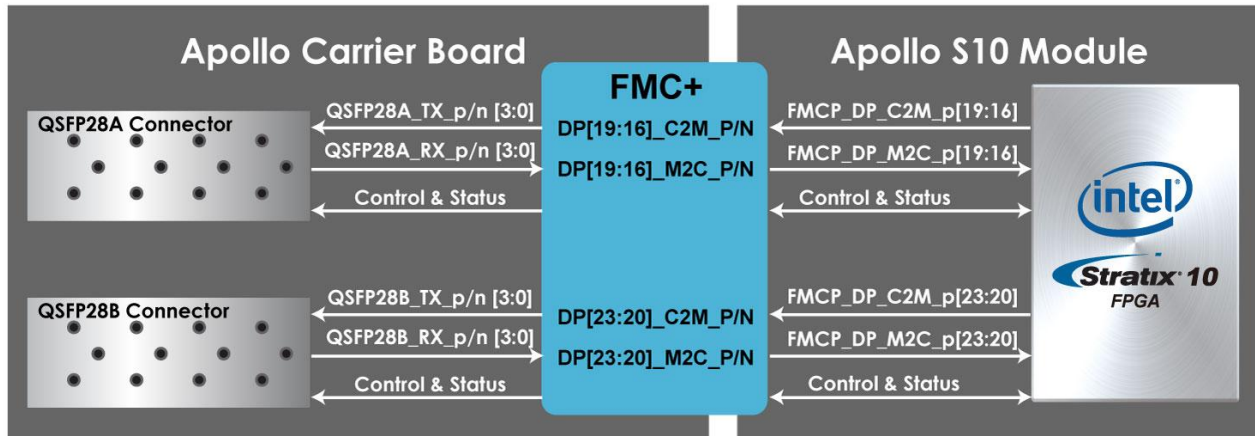 Apollo Carrier Board
Apollo S10 Module
FMC+
QSFP28A Connector
QSFP28A_TX_p/n [3:0]
DP[19:16]_C2M_P/N
FMCP_DP_C2M_p[19:16]
QSFP28A_RX_p/n [3:0]
DP[19:16]_M2C_P/N
FMCP_DP_M2C_p[19:16]
Control & Status
Control & Status
intel
Stratix 10
FPGA
QSFP28B Connector
QSFP28B_TX_p/n [3:0]
DP[23:20]_C2M_P/N
FMCP_DP_C2M_p[23:20]
QSFP28B_RX_p/n [3:0]
DP[23:20]_M2C_P/N
FMCP_DP_M2C_p[23:20]
Control & Status
Control & Status